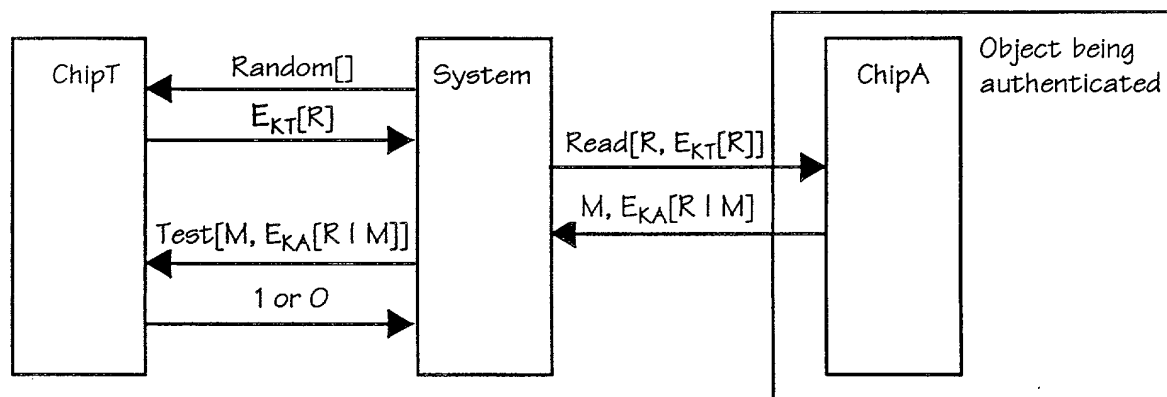 ChipT
Random[]
System
E_KT[R]
Read[R, E_KT[R]]
M, E_KA[R | M]
Test[M, E_KA[R | M]]
1 or 0
ChipA
Object being
authenticated